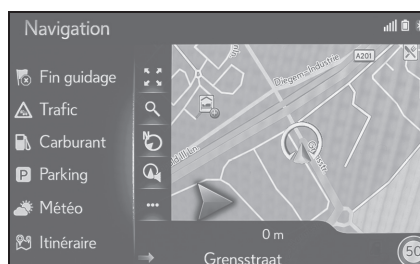 Navigation
Fin guidage
Trafic
Carburant
P Parking
Météo
Itinéraire
A201
Diegem-Industrie
0 m
Grensstraat
50